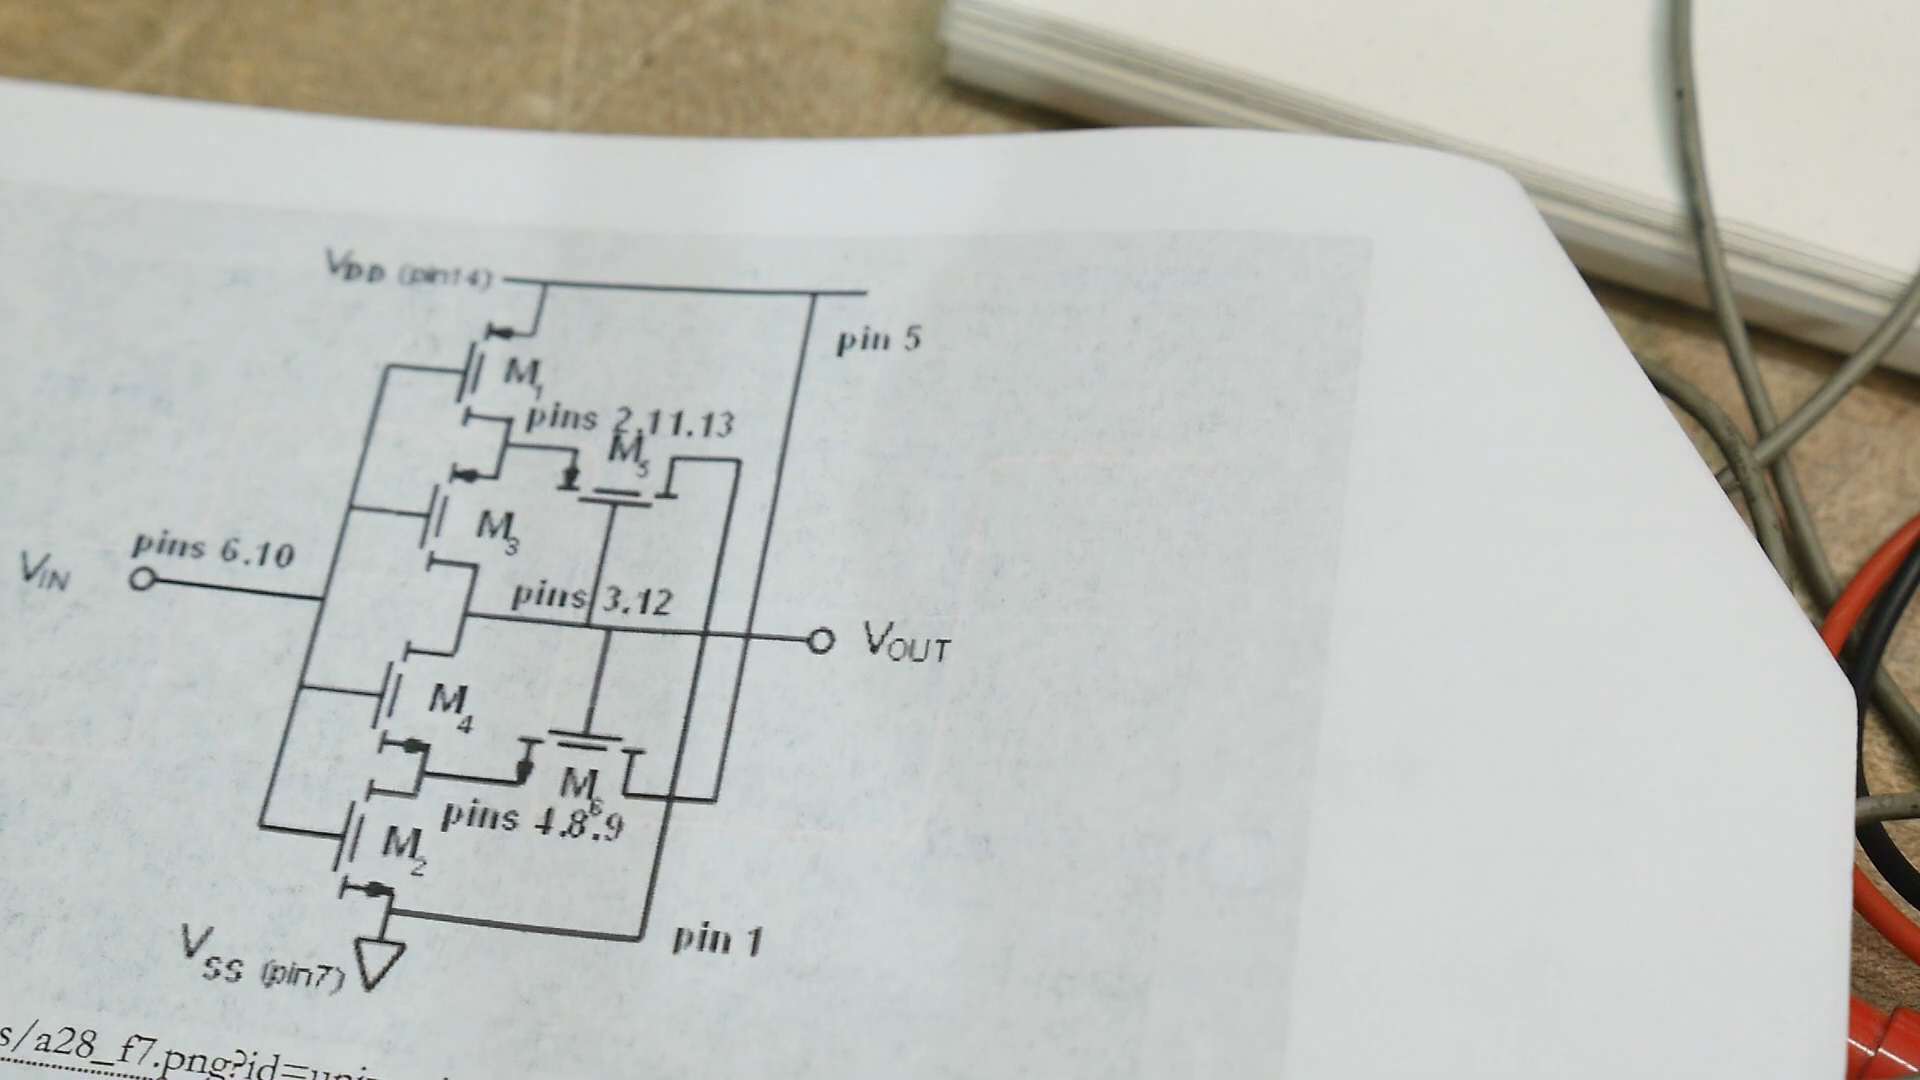 VDD (pin14)
pin 5
M1
pins 2,11.13
M5
M3
pins 6.10
VIN
pins 3.12
VOUT
M4
M6
pins 4.8.9
M2
pin 1
VSS (pin7)
s/a28_f7.png?id=